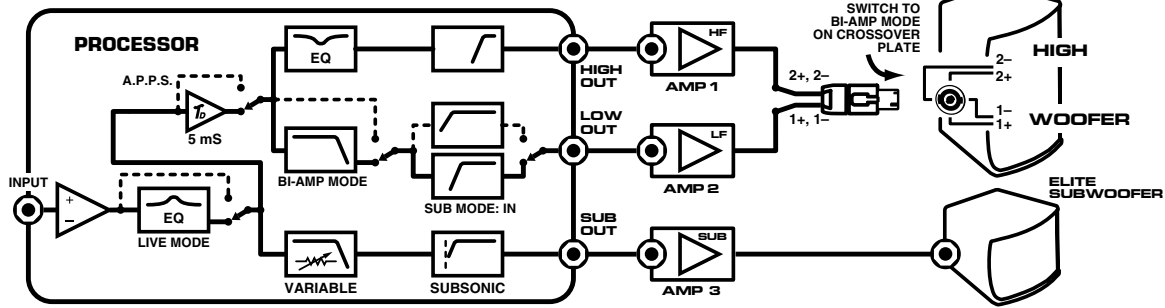 PROCESSOR
A.P.P.S.
T_D
5 mS
EQ
BI-AMP MODE
SUB MODE: IN
INPUT
+
–
EQ
LIVE MODE
VARIABLE
SUBSONIC
HIGH
OUT
LOW
OUT
SUB
OUT
HF
AMP 1
LF
AMP 2
SUB
AMP 3
2+, 2–
1+, 1–
SWITCH TO
BI-AMP MODE
ON CROSSOVER
PLATE
HIGH
2–
2+
1–
1+
WOOFER
ELITE
SUBWOOFER